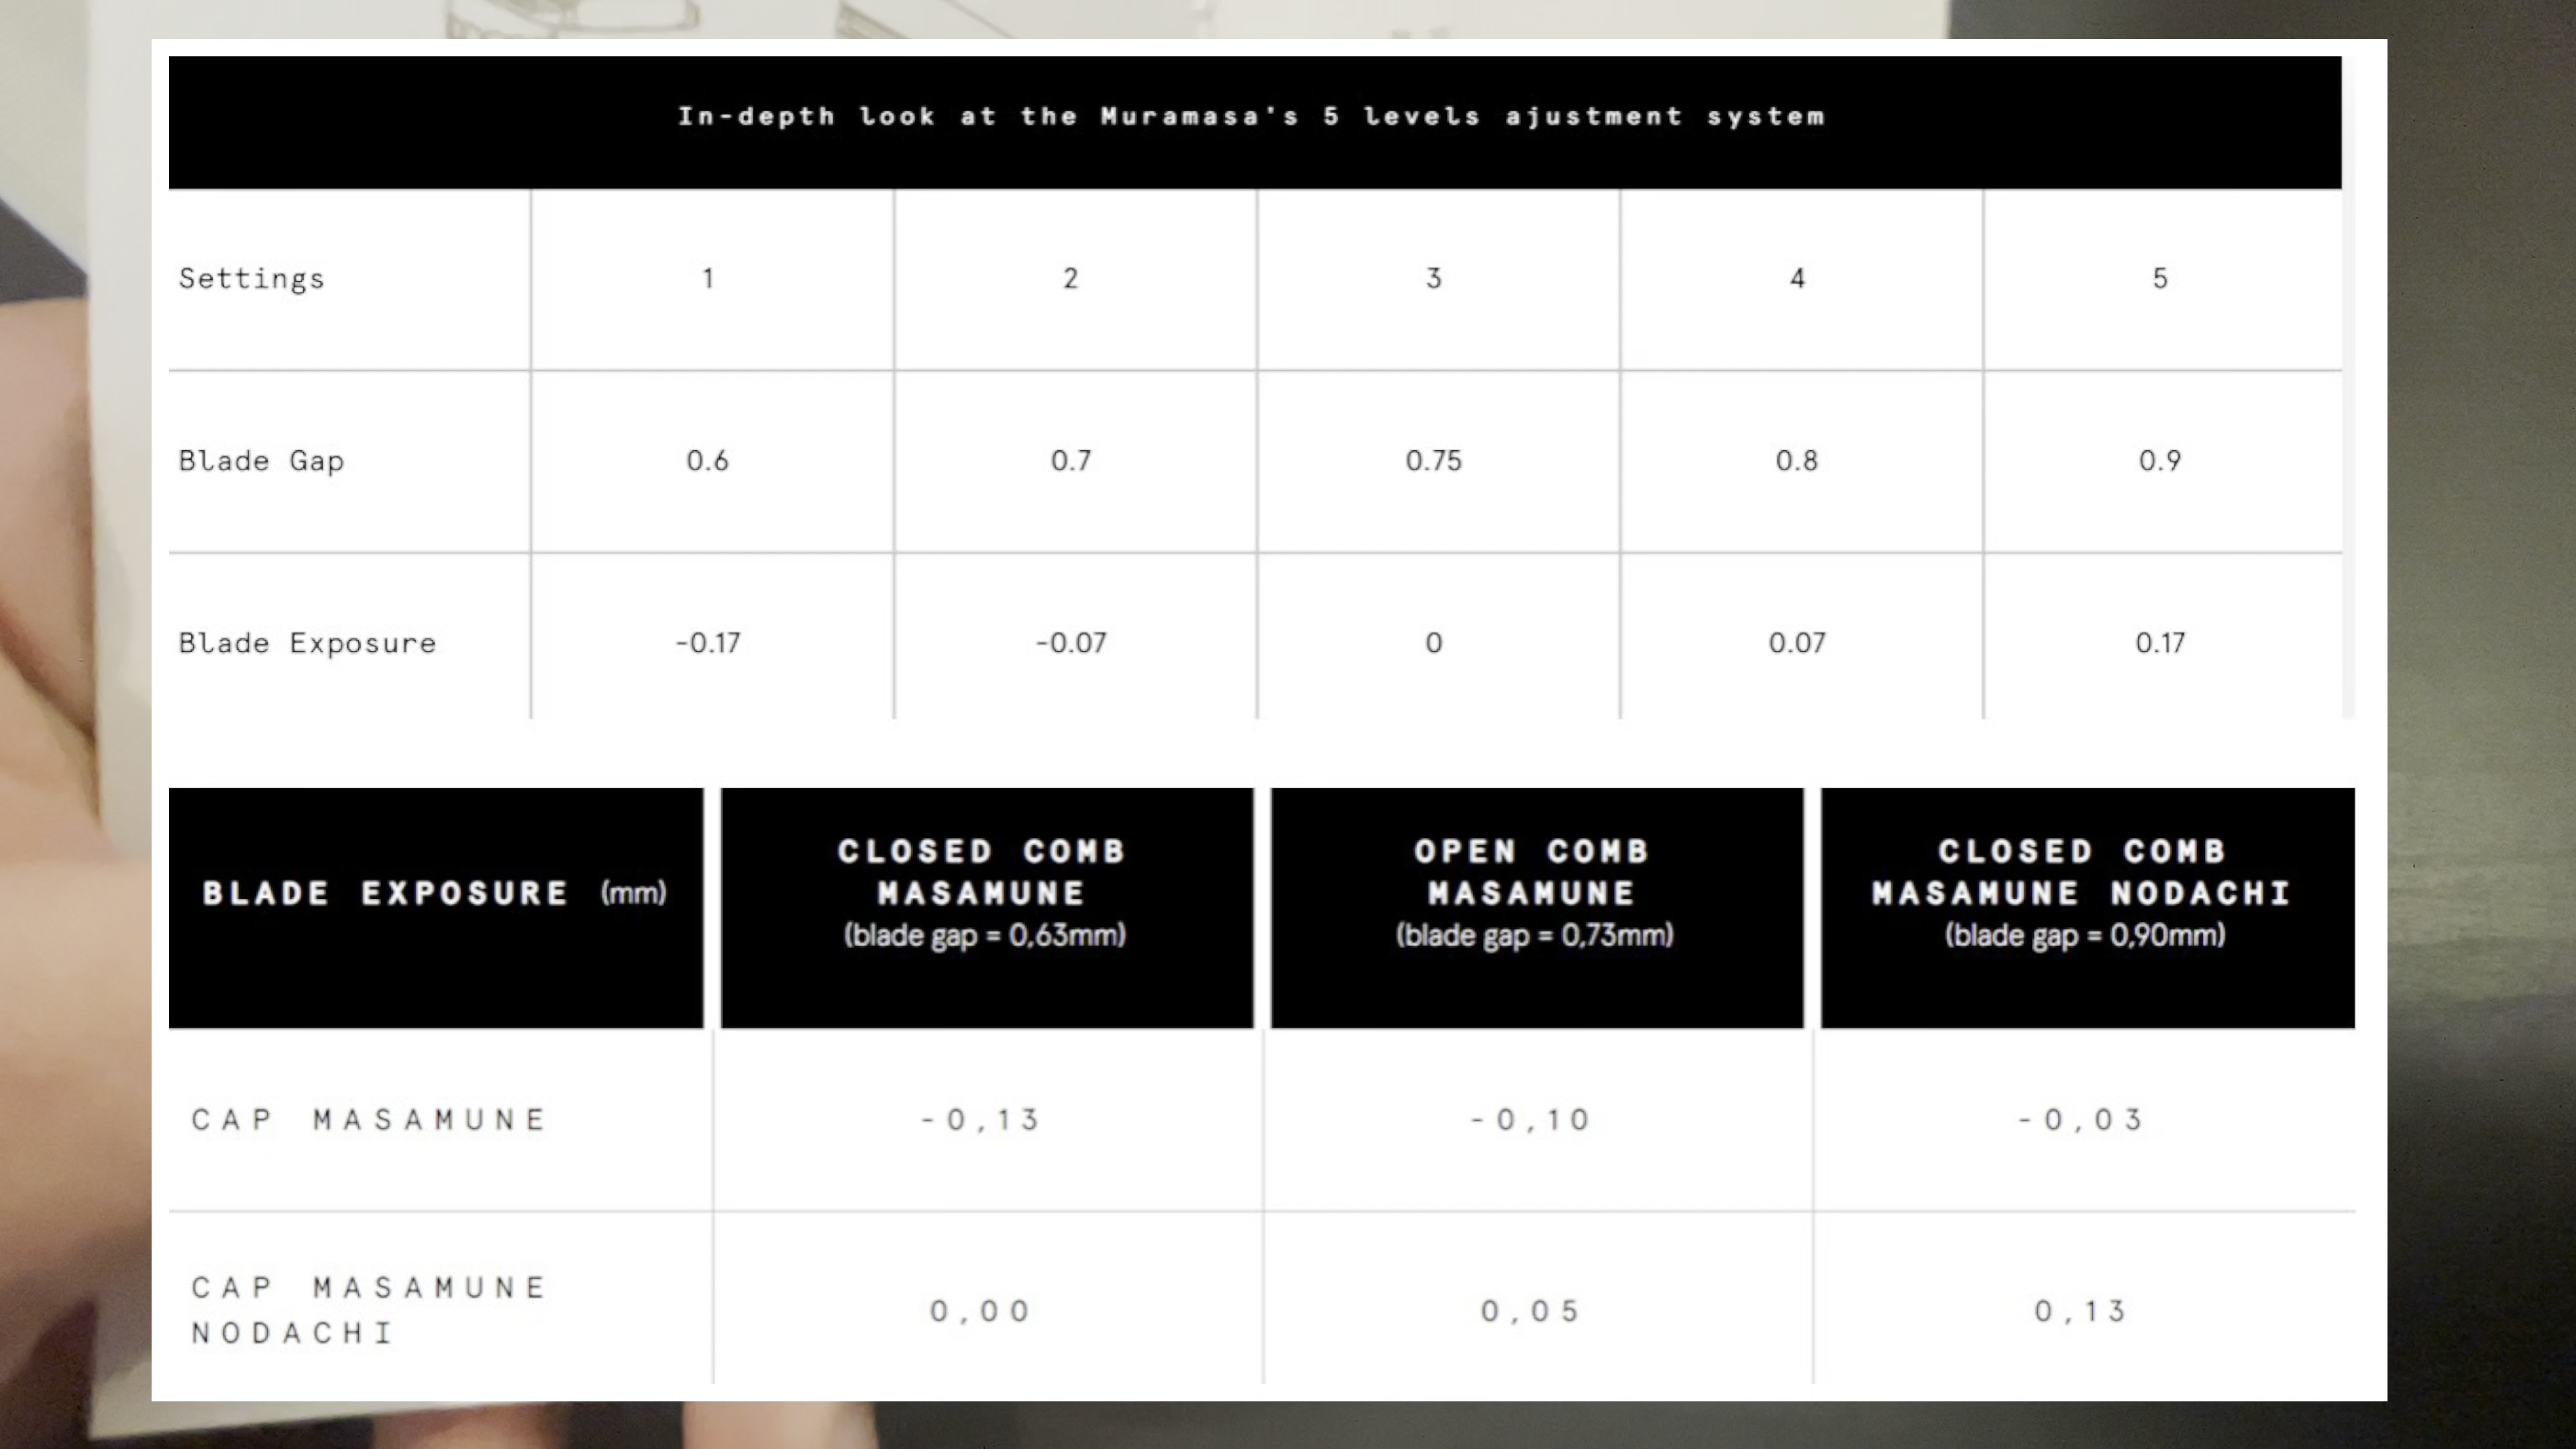 In-depth look at the Muramasa's 5 levels ajustment system
Settings 1 2 3 4 5
Blade Gap 0.6 0.7 0.75 0.8 0.9
Blade Exposure -0.17 -0.07 0 0.07 0.17
BLADE EXPOSURE (mm)
CLOSED COMB
MASAMUNE
(blade gap = 0,63mm)
OPEN COMB
MASAMUNE
(blade gap = 0,73mm)
CLOSED COMB
MASAMUNE NODACHI
(blade gap = 0,90mm)
CAP MASAMUNE -0,13 -0,10 -0,03
CAP MASAMUNE
NODACHI 0,00 0,05 0,13